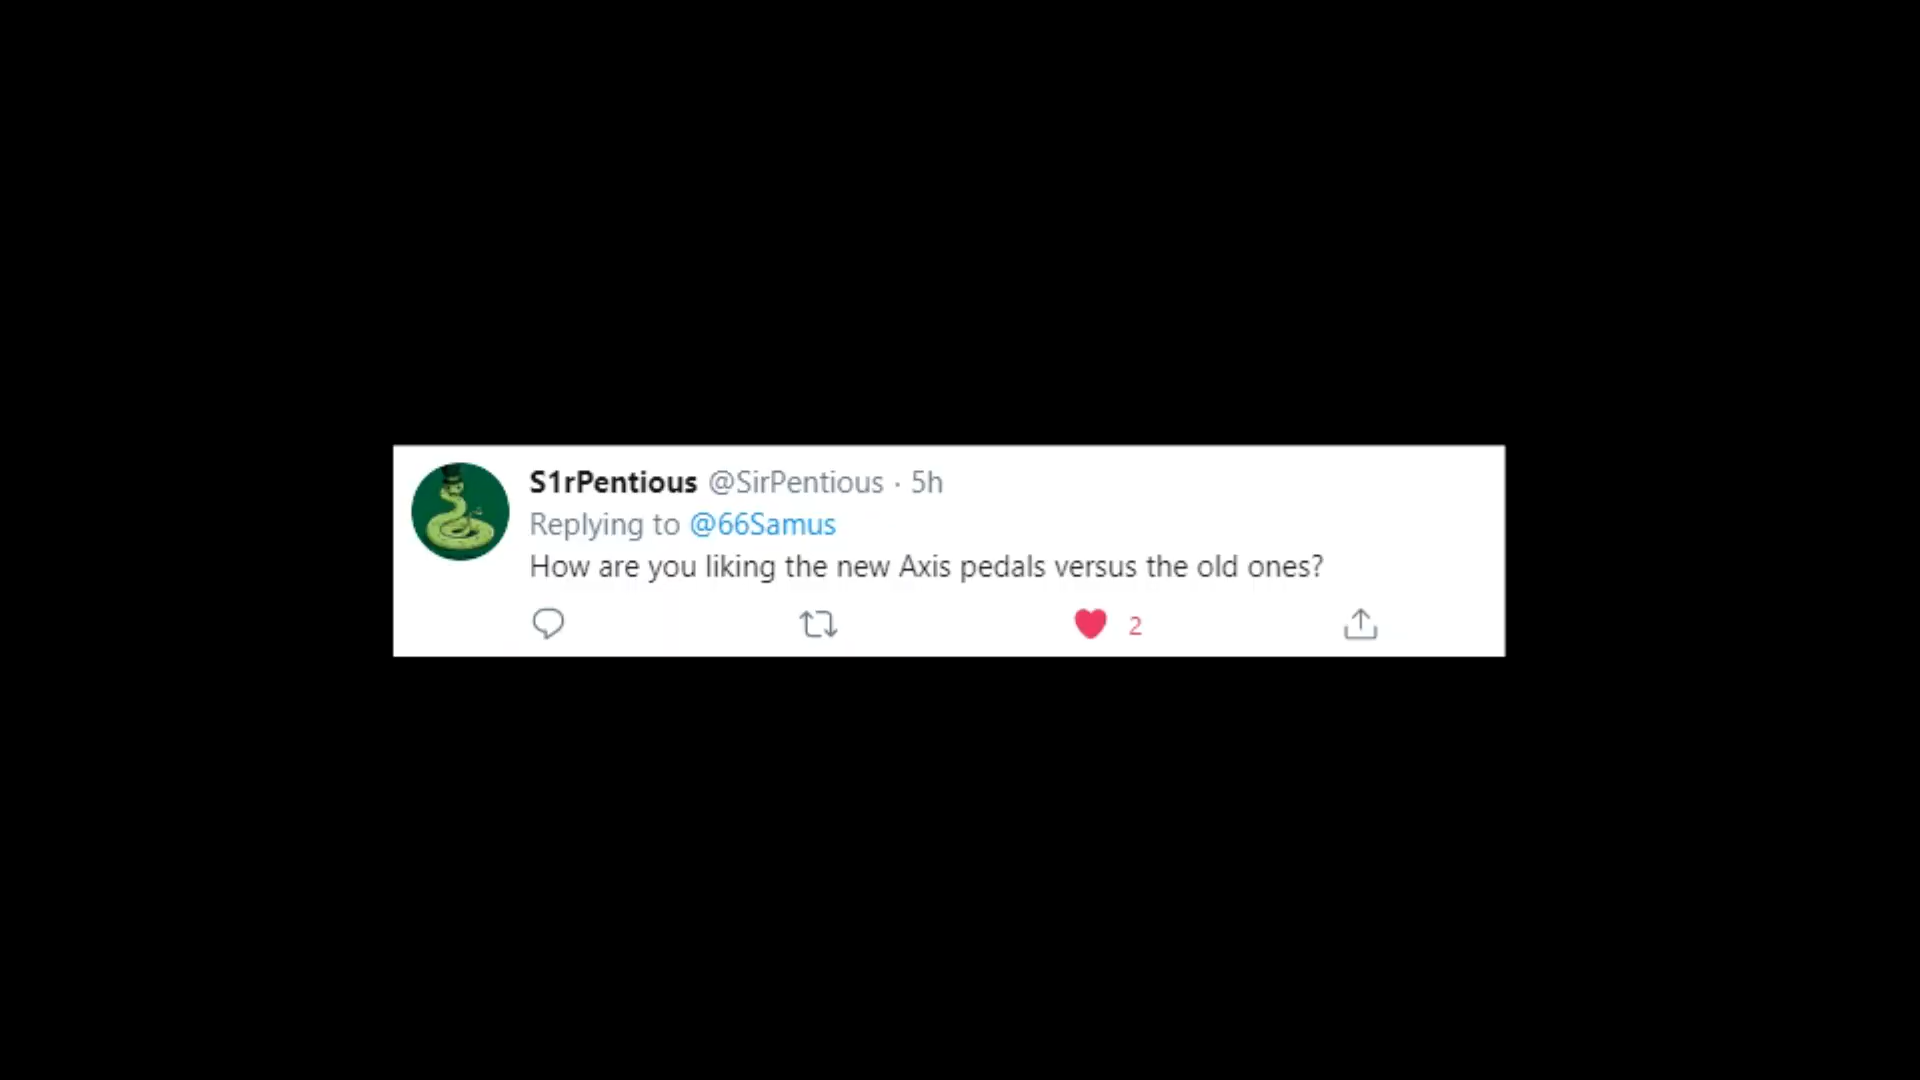 S1rPentious @SirPentious · 5h
Replying to @66Samus
How are you liking the new Axis pedals versus the old ones?
2